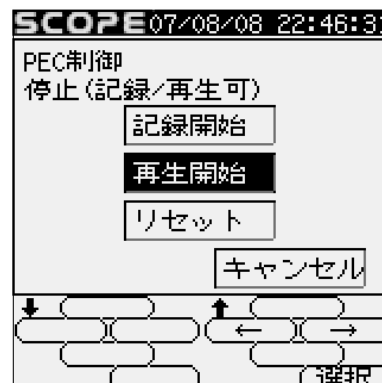 SCOPE 07/08/08 22:46:3
PEC制御
停止(記録/再生可)
記録開始
再生開始
リセット
キャンセル
↓ ↑ ← →
選択